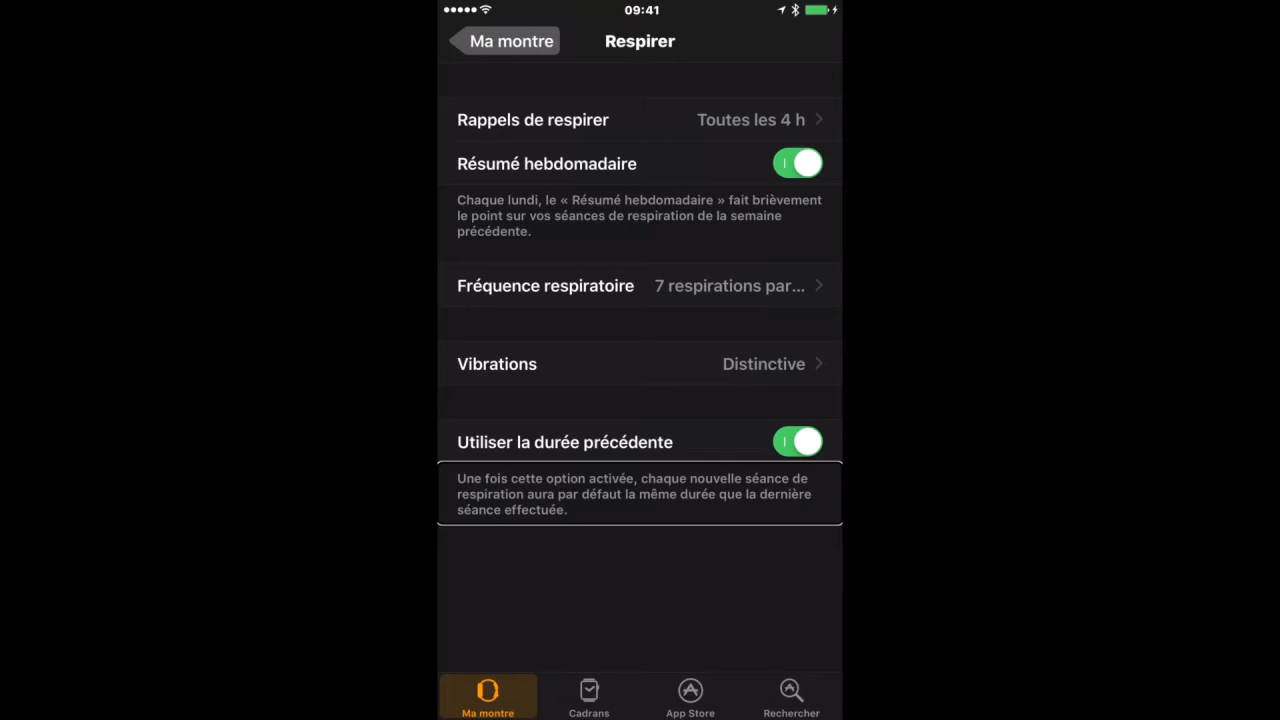 09:41
Ma montre
Respirer
Rappels de respirer Toutes les 4 h
Résumé hebdomadaire
Chaque lundi, le « Résumé hebdomadaire » fait brièvement
le point sur vos séances de respiration de la semaine
précédente.
Fréquence respiratoire 7 respirations par...
Vibrations Distinctive
Utiliser la durée précédente
Une fois cette option activée, chaque nouvelle séance de
respiration aura par défaut la même durée que la dernière
séance effectuée.
Ma montre Cadrans App Store Rechercher